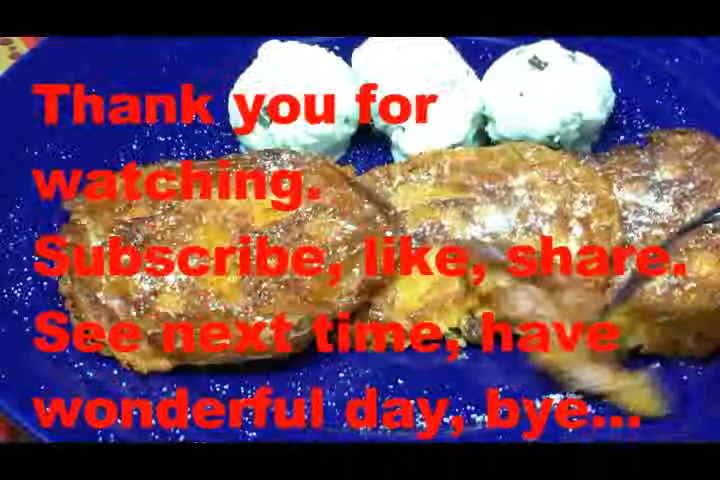 Thank you for
watching.
Subscribe, like, share.
See next time, have
wonderful day, bye...